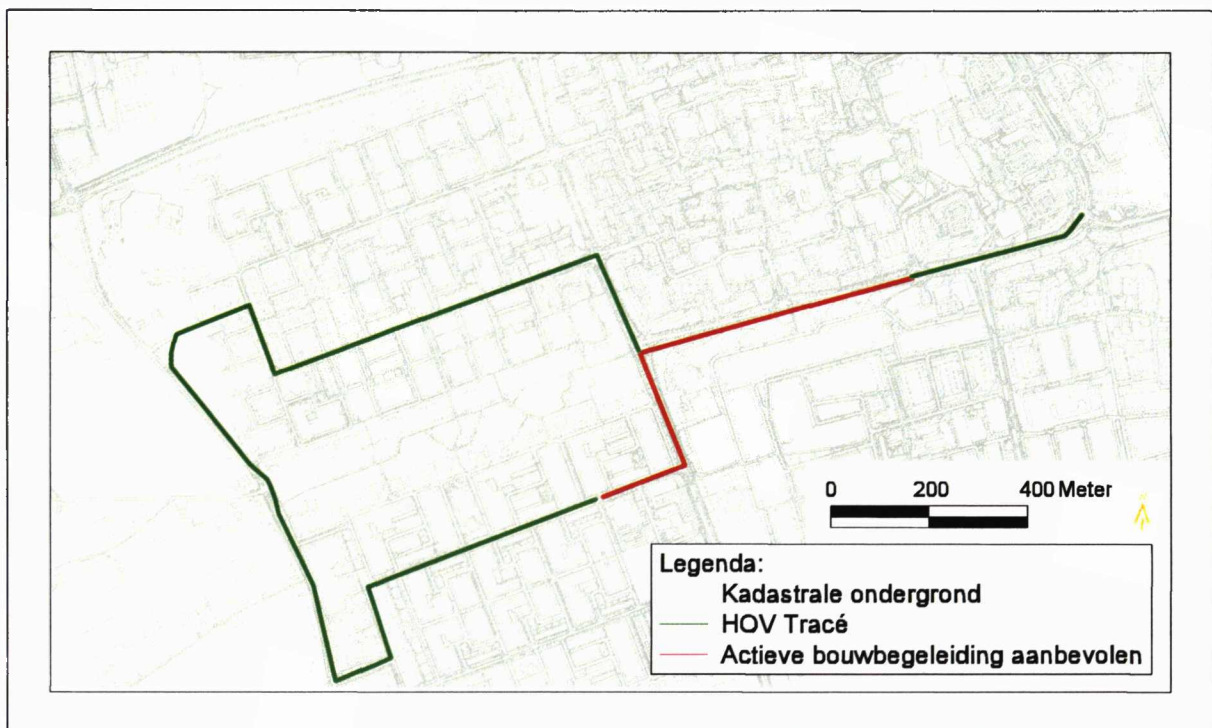 0 200 400 Meter
Legenda:
Kadastrale ondergrond
HOV Tracé
Actieve bouwbegeleiding aanbevolen